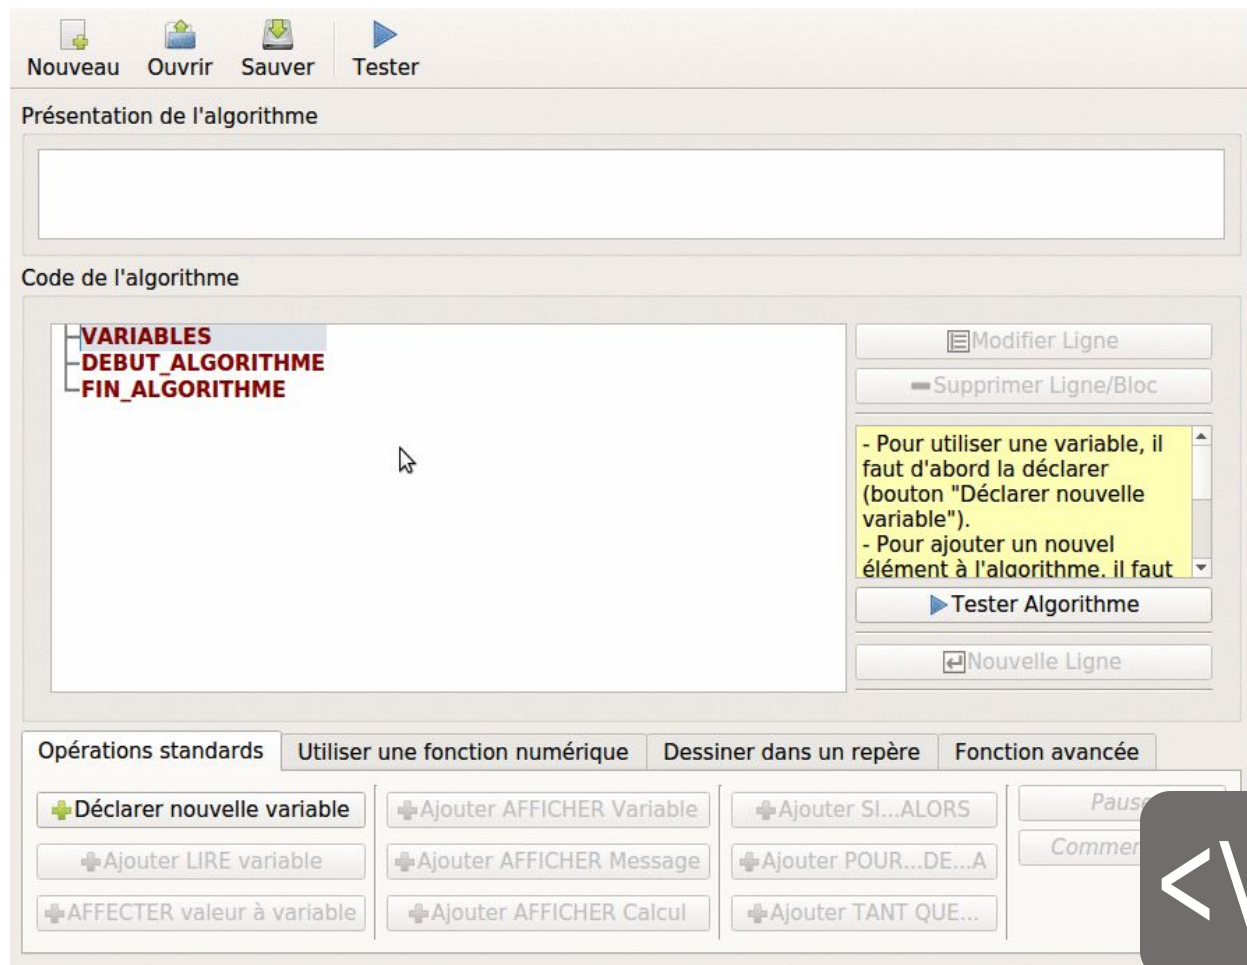 Nouveau Ouvrir Sauver Tester
Présentation de l'algorithme
Code de l'algorithme
VARIABLES
DEBUT_ALGORITHME
FIN_ALGORITHME
Modifier Ligne
Supprimer Ligne/Bloc
- Pour utiliser une variable, il
faut d'abord la déclarer
(bouton "Déclarer nouvelle
variable").
- Pour ajouter un nouvel
élément à l'algorithme, il faut
Tester Algorithme
Nouvelle Ligne
Opérations standards Utiliser une fonction numérique Dessiner dans un repère Fonction avancée
Déclarer nouvelle variable Ajouter AFFICHER Variable Ajouter SI...ALORS Pause
Ajouter LIRE variable Ajouter AFFICHER Message Ajouter POUR...DE...A
AFFECTER valeur à variable Ajouter AFFICHER Calcul Ajouter TANT QUE...
<\